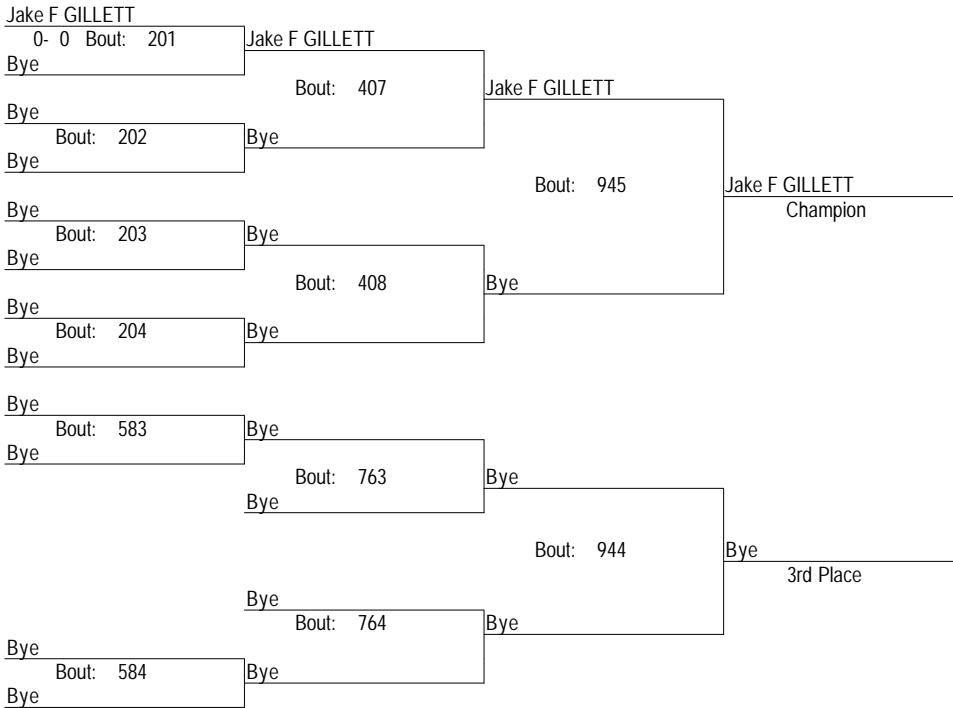 Jake F GILLETT
0- 0 Bout: 201
Jake F GILLETT
Bye
Bout: 407
Jake F GILLETT
Bye
Bout: 202
Bye
Bye
Bout: 945
Jake F GILLETT
Champion
Bye
Bout: 203
Bye
Bye
Bout: 408
Bye
Bye
Bout: 204
Bye
Bye
Bye
Bout: 583
Bye
Bye
Bout: 763
Bye
Bye
Bout: 944
Bye
3rd Place
Bye
Bout: 764
Bye
Bye
Bout: 584
Bye
Bye